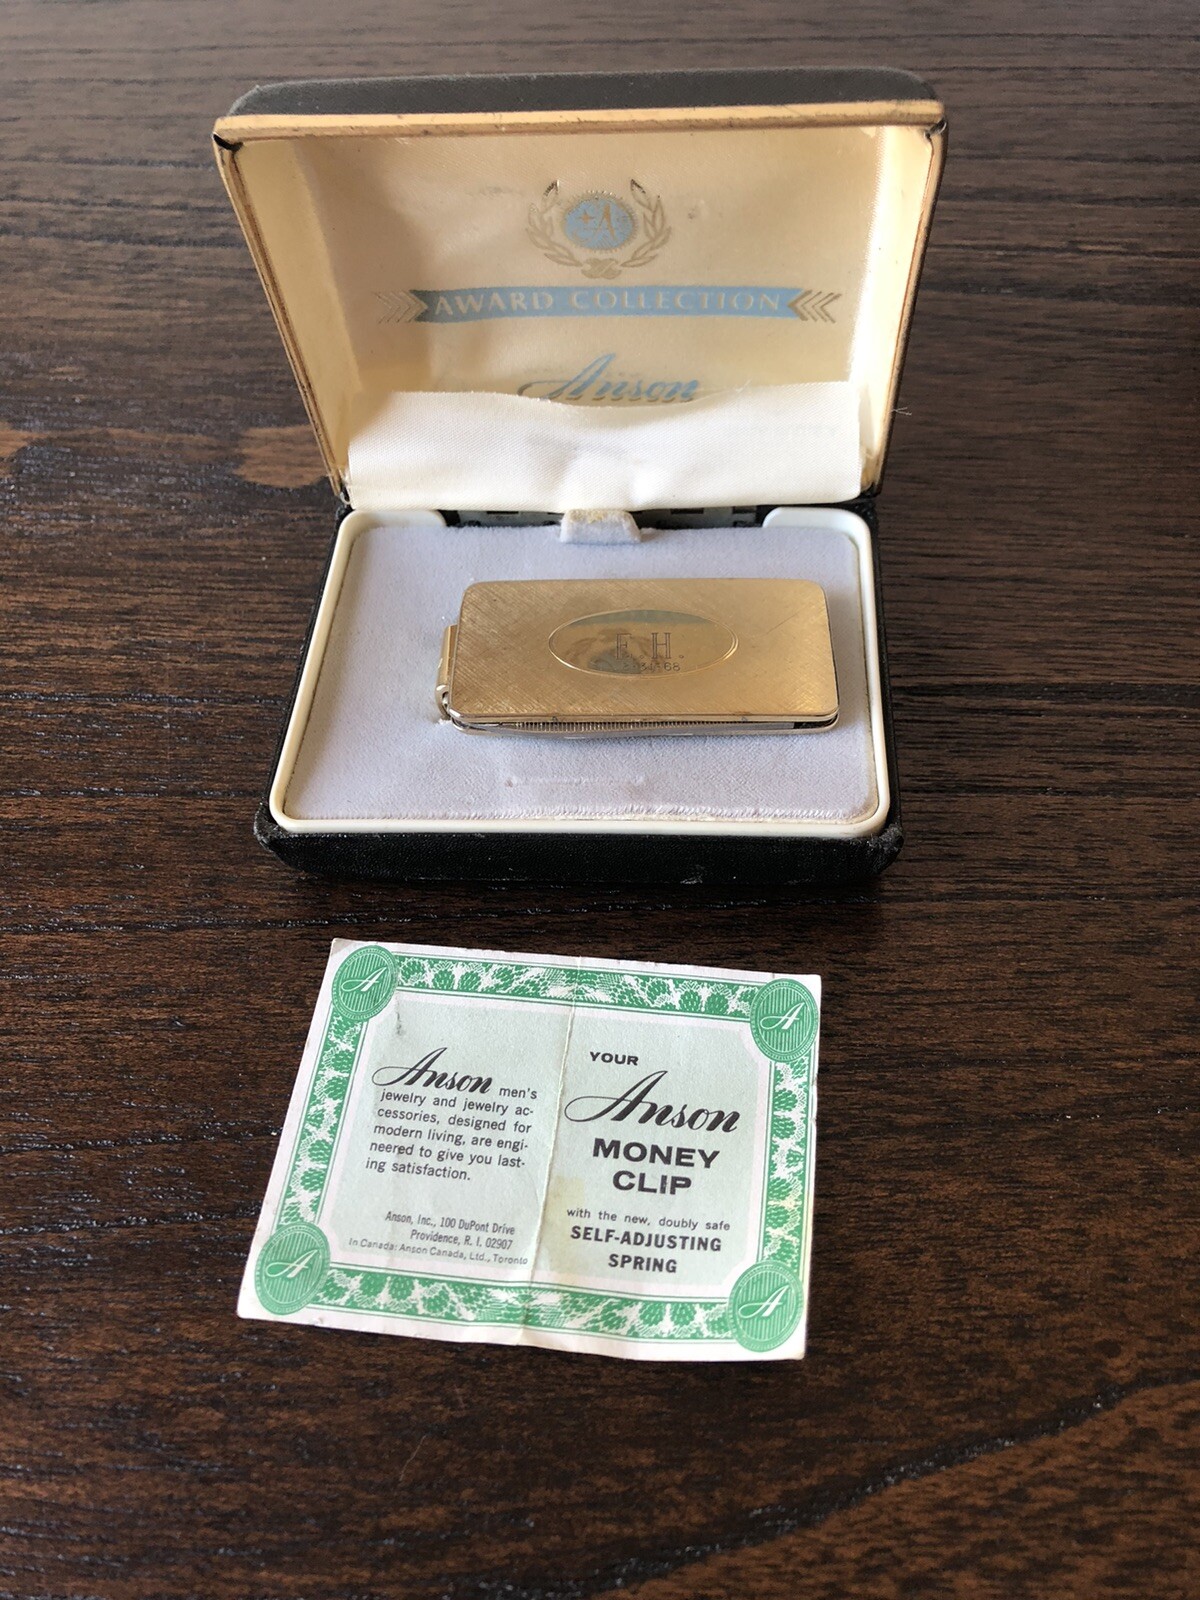 A
AWARD COLLECTION
Anson
F.H.
A
A
Anson men's
jewelry and jewelry ac-
cessories, designed for
modern living, are engi-
neered to give you last-
ing satisfaction.
Anson, Inc., 100 DuPont Drive
Providence, R. I. 02907
In Canada: Anson Canada, Ltd., Toronto
YOUR
Anson
MONEY
CLIP
with the new, doubly safe
SELF-ADJUSTING
SPRING
A
A